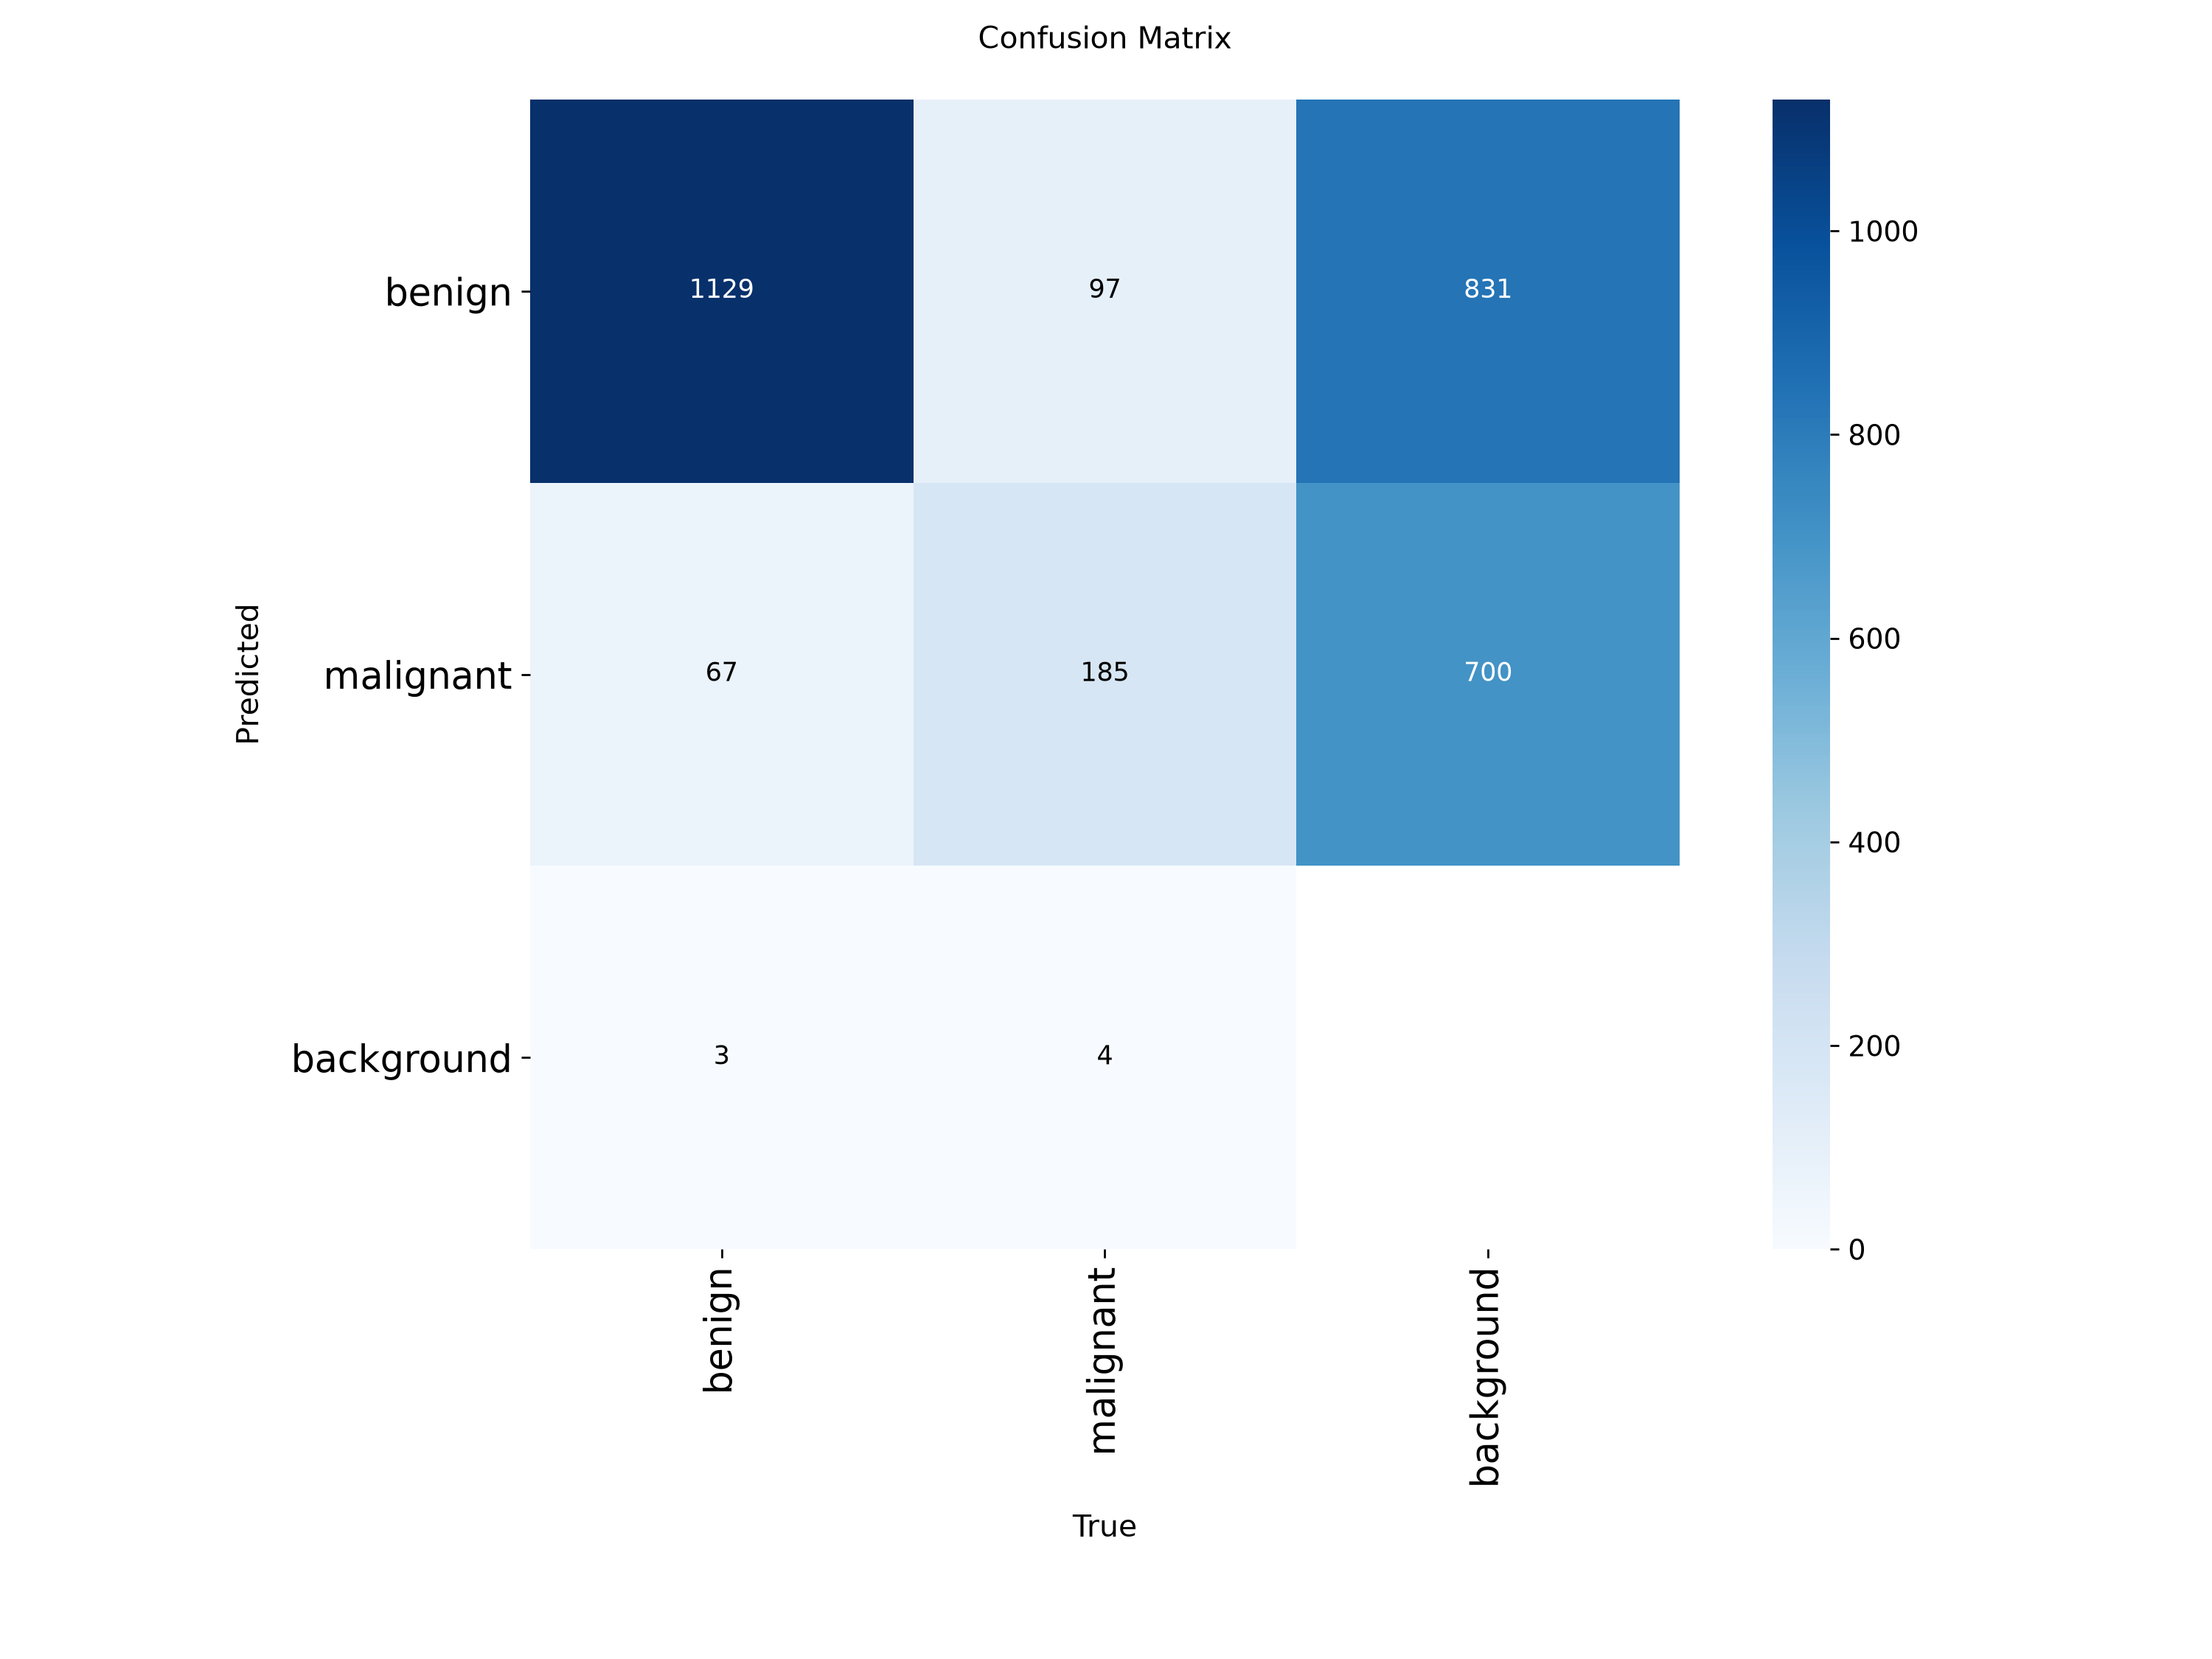 Confusion Matrix
benign
1129
97
831
malignant
67
185
700
background
3
4
Predicted
benign
malignant
background
True
1000
800
600
400
200
0